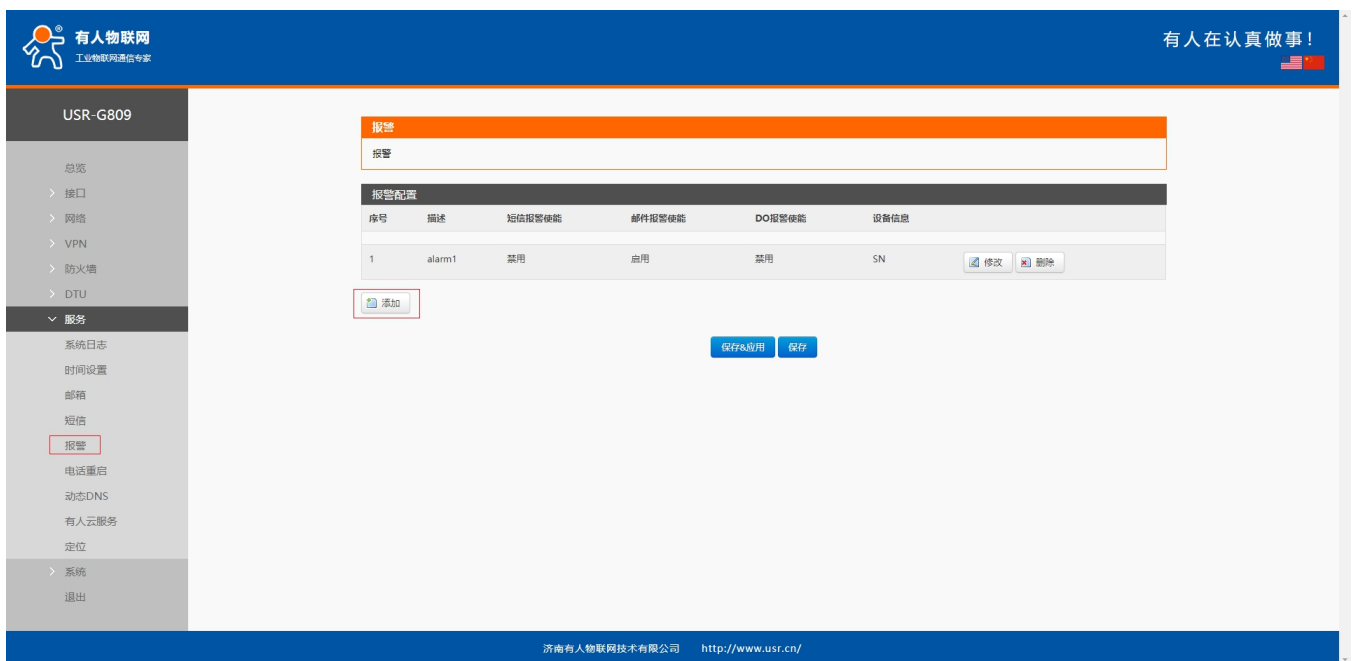 有人物联网
®
工业物联网通信专家
有人在认真做事！
USR-G809
总览
接口
网络
VPN
防火墙
DTU
服务
系统日志
时间设置
邮箱
短信
报警
电话重启
动态DNS
有人云服务
定位
系统
退出
报警
报警
报警配置
序号 描述 短信报警使能 邮件报警使能 DO报警使能 设备信息
1 alarm1 禁用 启用 禁用 SN 修改 删除
添加
保存&应用 保存
济南有人物联网技术有限公司 http://www.usr.cn/